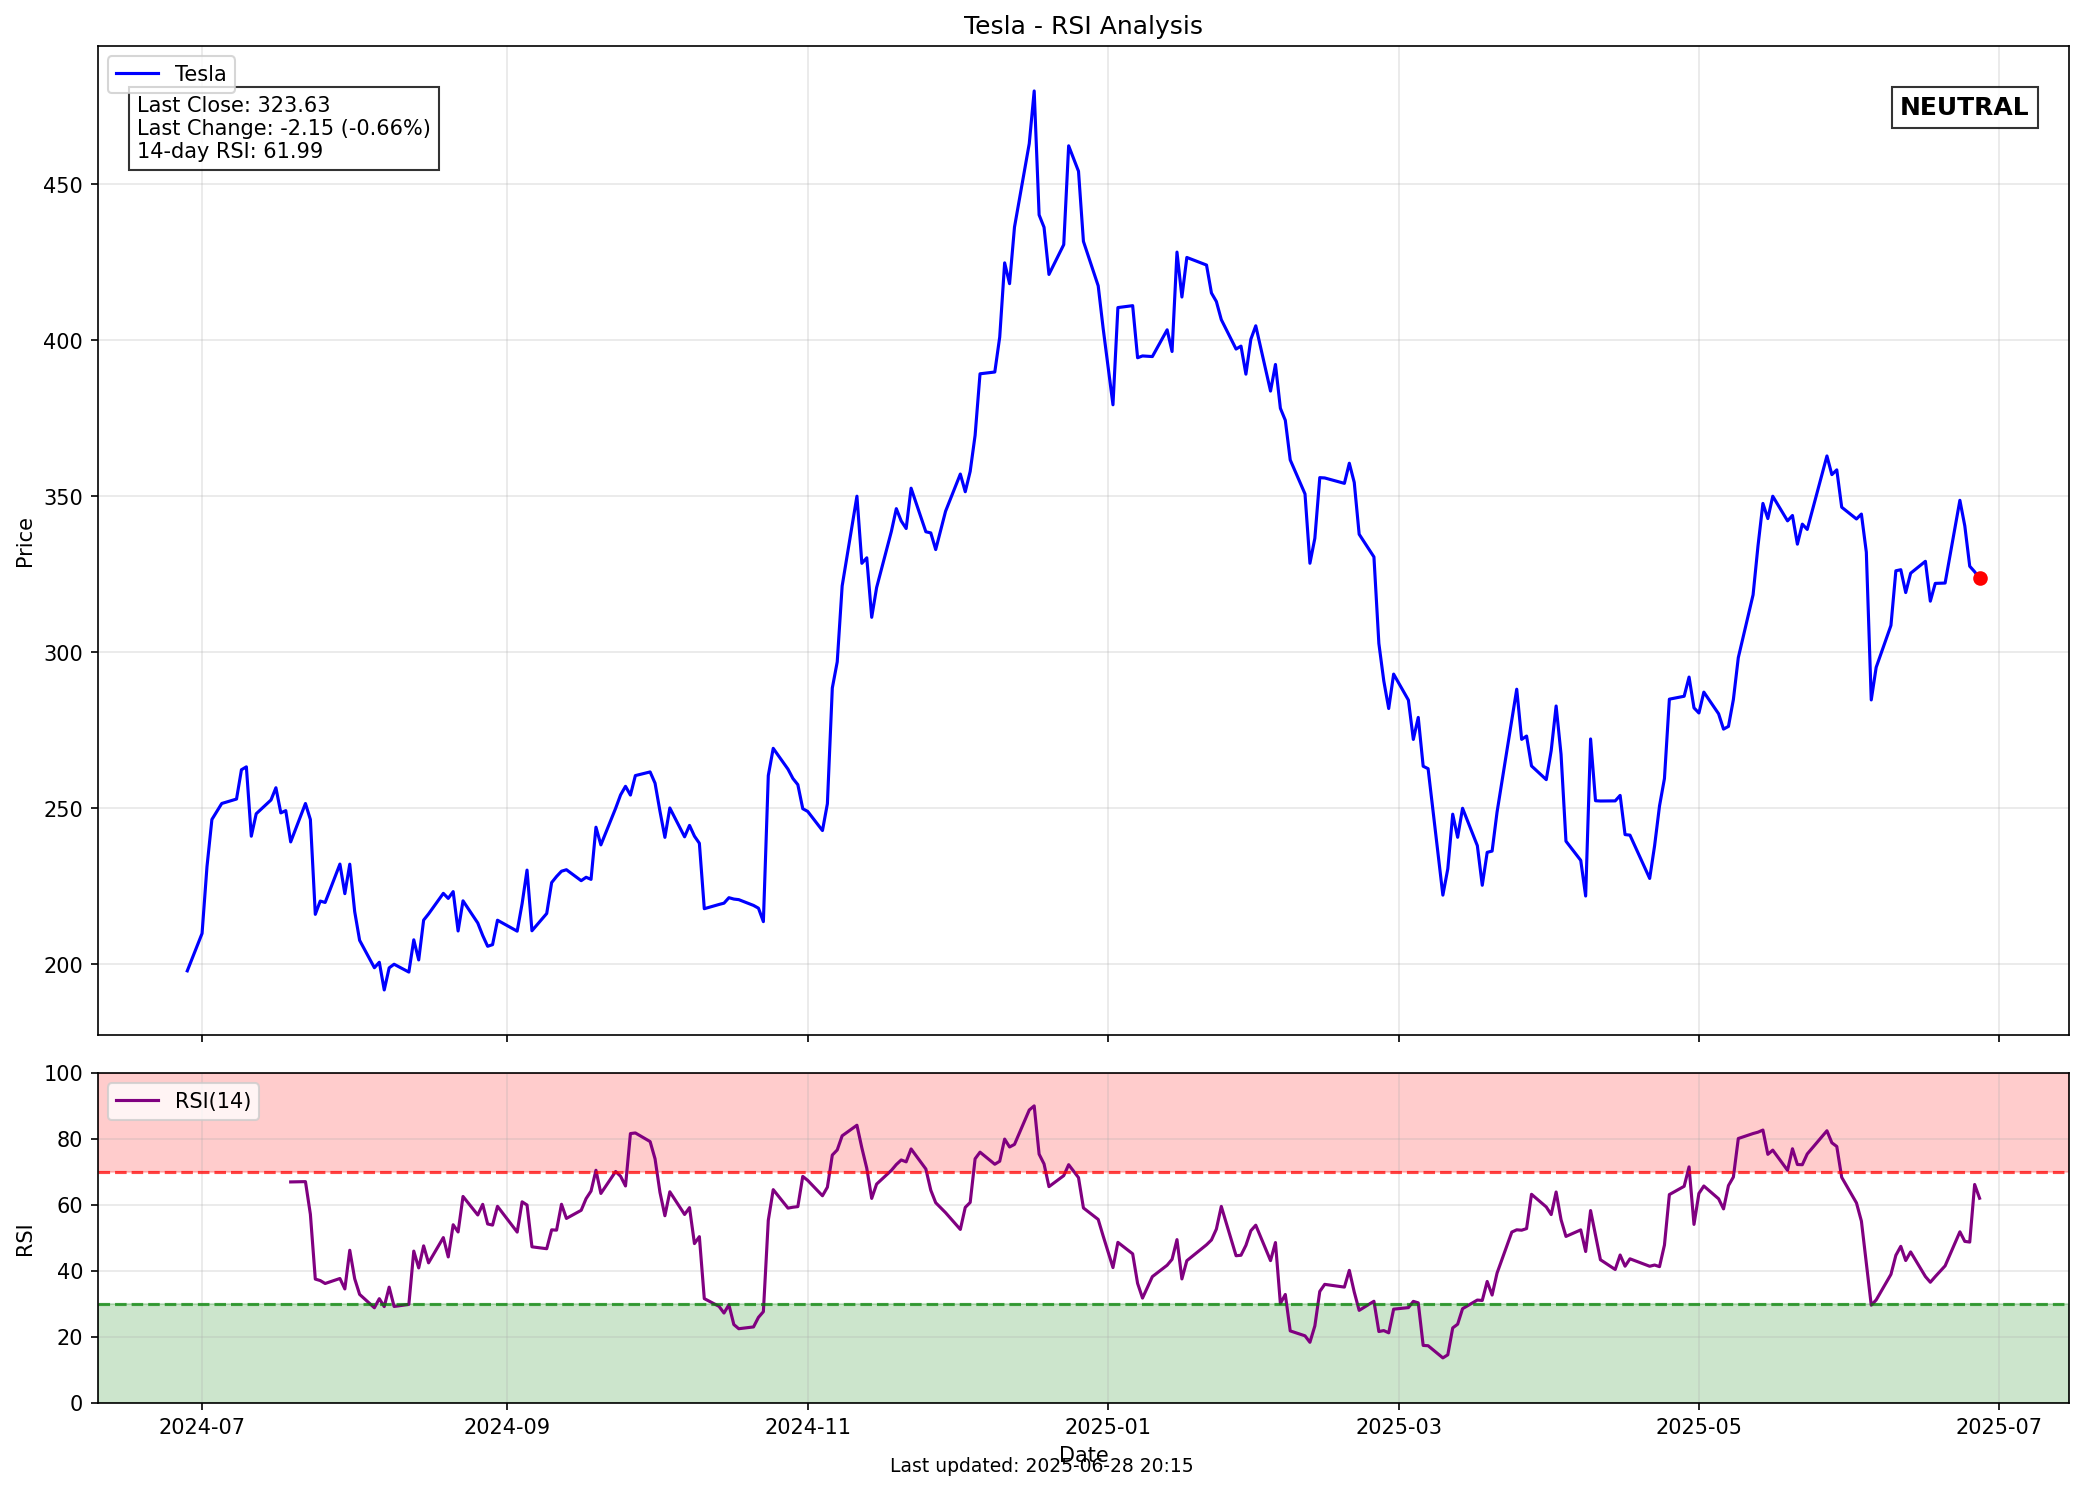 Tesla - RSI Analysis
Tesla
Last Close: 323.63
Last Change: -2.15 (-0.66%)
14-day RSI: 61.99
NEUTRAL
450
400
350
300
250
200
Price
100
80
60
40
20
0
RSI
RSI(14)
2024-07
2024-09
2024-11
2025-01
2025-03
2025-05
2025-07
Date
Last updated: 2025-06-28 20:15